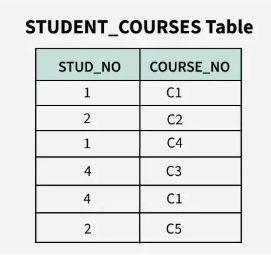 STUDENT_COURSES Table
STUD_NO COURSE_NO
1 C1
2 C2
1 C4
4 C3
4 C1
2 C5